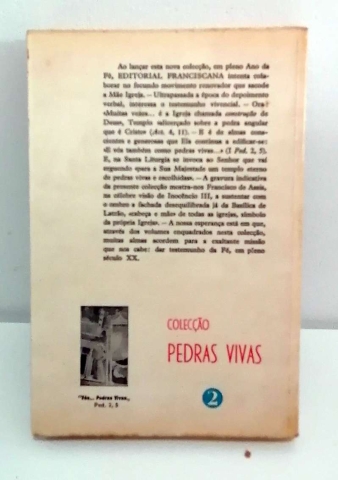 Ao lançar esta nova colecção, em pleno Ano da
Fé, EDITORIAL FRANCISCANA intenta cola-
borar no fecundo movimento renovador que sacode
a Mãe Igreja. — Ultrapassada a época do depoimento
verbal, interessa o testemunho vivencial. — Ora!
«Muitas vezes... é a Igreja chamada construção de
Deus», Templo «alicerçado sobre a pedra angular
que é Cristo» (Act. 4, 11). — E é de almas cons-
cientes e generosas que Ela continua a edificar-se:
«E vós também como pedras vivas...» (I Ped. 2, 5).
E, na Santa Liturgia se invoca ao Senhor que vai
erguendo «para a Sua Majestade um templo eterno
de pedras vivas e escolhidas». — A gravura indicativa
da presente colecção mostra-nos Francisco de Assis,
na célebre visão de Inocêncio III, a sustentar com
o ombro a fachada desequilibrada já da Basílica de
Latrão, «cabeça e mãe» de todas as igrejas, símbolo
da própria Igreja». — A nossa esperança está em que,
através dos volumes enquadrados nesta colecção,
muitas almas acordem para a exaltante missão
que nos cabe: dar testemunho da Fé, em pleno
século XX.
COLECÇÃO
PEDRAS VIVAS
2
"Vós... Pedras Vivas„
Ped. 2, 5